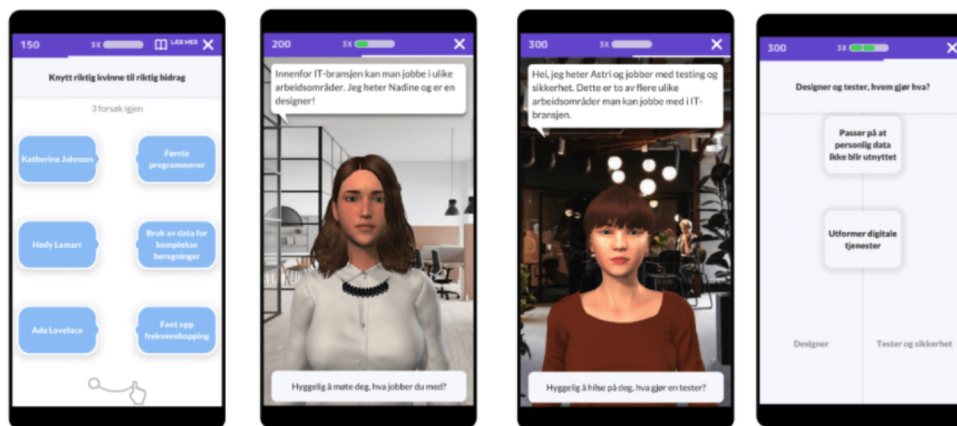 150
3X
LÆR MER
Knytt riktig kvinne til riktig bidrag
3 forsøk igjen
Katherine Johnson
Første
programmerer
Hedy Lamarr
Bruk av data for
komplekse
beregninger
Ada Lovelace
Fant opp
frekvenshopping
200
3X
Innenfor IT-bransjen kan man jobbe i ulike
arbeidsområder. Jeg heter Nadine og er en
designer!
Hyggelig å møte deg, hva jobber du med?
300
3X
Hei, jeg heter Astri og jobber med testing og
sikkerhet. Dette er to av flere ulike
arbeidsområder man kan jobbe med i IT-
bransjen.
Hyggelig å hilse på deg, hva gjør en tester?
300
3X
Designer og tester, hvem gjør hva?
Passer på at
personlig data
ikke blir utnyttet
Utformer digitale
tjenester
Designer
Tester og sikkerhet